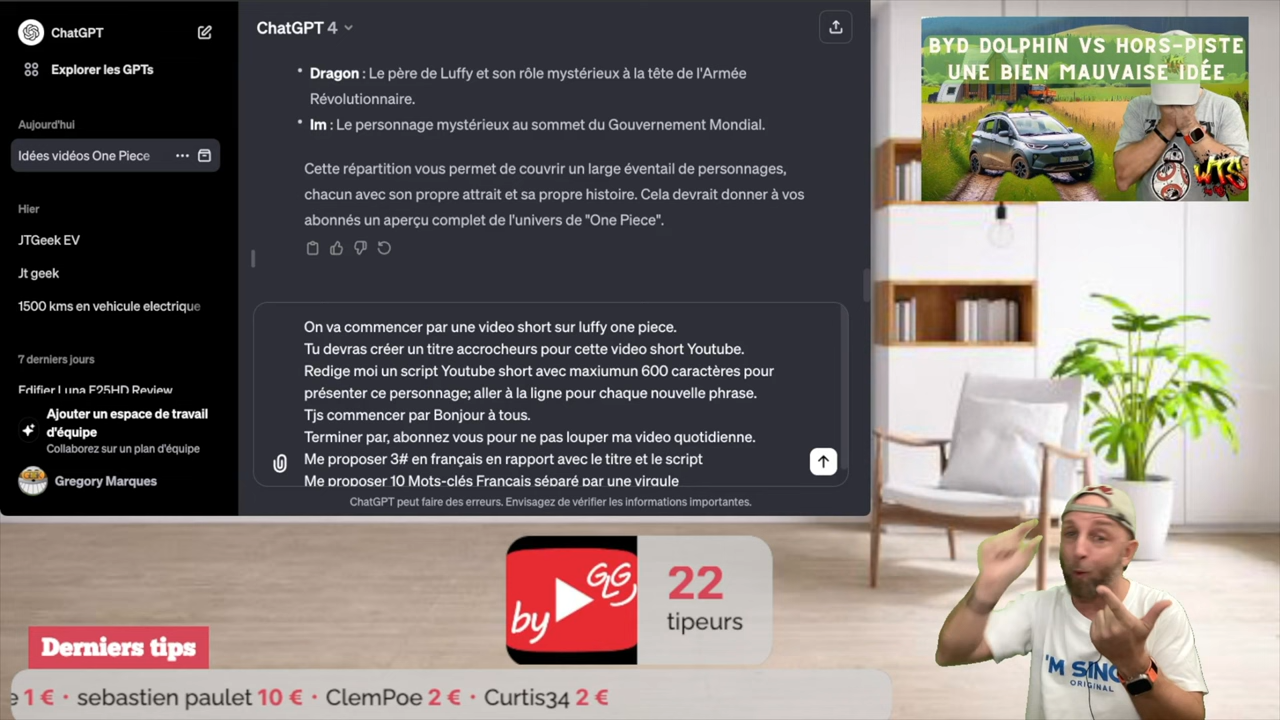 ChatGPT
Explorer les GPTs
Aujourd'hui
Idées vidéos One Piece
Hier
JTGeek EV
Jt geek
1500 kms en vehicule electrique
7 derniers jours
Edifier Luna E25HD Review
Ajouter un espace de travail
d'équipe
Collaborez sur un plan d'équipe
Gregory Marques
ChatGPT 4
• Dragon : Le père de Luffy et son rôle mystérieux à la tête de l'Armée
Révolutionnaire.
• Im : Le personnage mystérieux au sommet du Gouvernement Mondial.
Cette répartition vous permet de couvrir un large éventail de personnages,
chacun avec son propre attrait et sa propre histoire. Cela devrait donner à vos
abonnés un aperçu complet de l'univers de "One Piece".
On va commencer par une video short sur luffy one piece.
Tu devras créer un titre accrocheurs pour cette video short Youtube.
Redige moi un script Youtube short avec maxiumun 600 caractères pour
présenter ce personnage; aller à la ligne pour chaque nouvelle phrase.
Tjs commencer par Bonjour à tous.
Terminer par, abonnez vous pour ne pas louper ma video quotidienne.
Me proposer 3# en français en rapport avec le titre et le script
Me proposer 10 Mots-clés Français séparé par une virgule
ChatGPT peut faire des erreurs. Envisagez de vérifier les informations importantes.
BYD DOLPHIN VS HORS-PISTE
UNE BIEN MAUVAISE IDÉE
by GLG
22
tipeurs
Derniers tips
e 1 € · sebastien paulet 10 € · ClemPoe 2 € · Curtis34 2 €
ORIGINAL